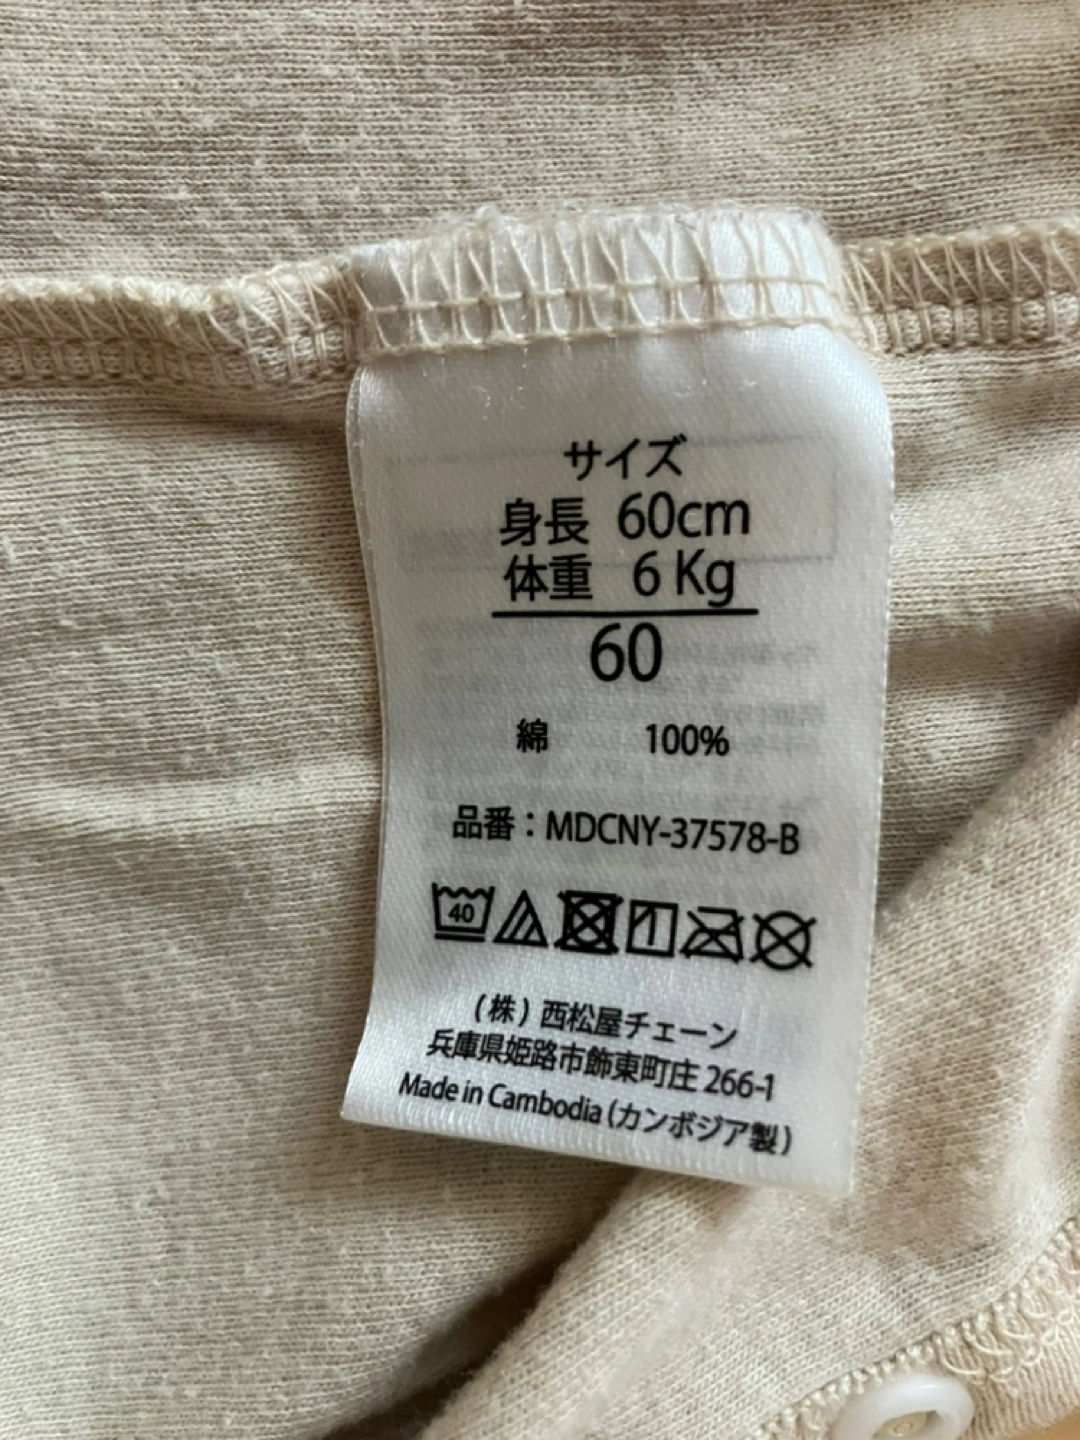 サイズ
身長 60cm
体重 6 Kg
60
綿 100%
品番：MDCNY-37578-B
40
(株) 西松屋チェーン
兵庫県姫路市飾東町庄 266-1
Made in Cambodia (カンボジア製)